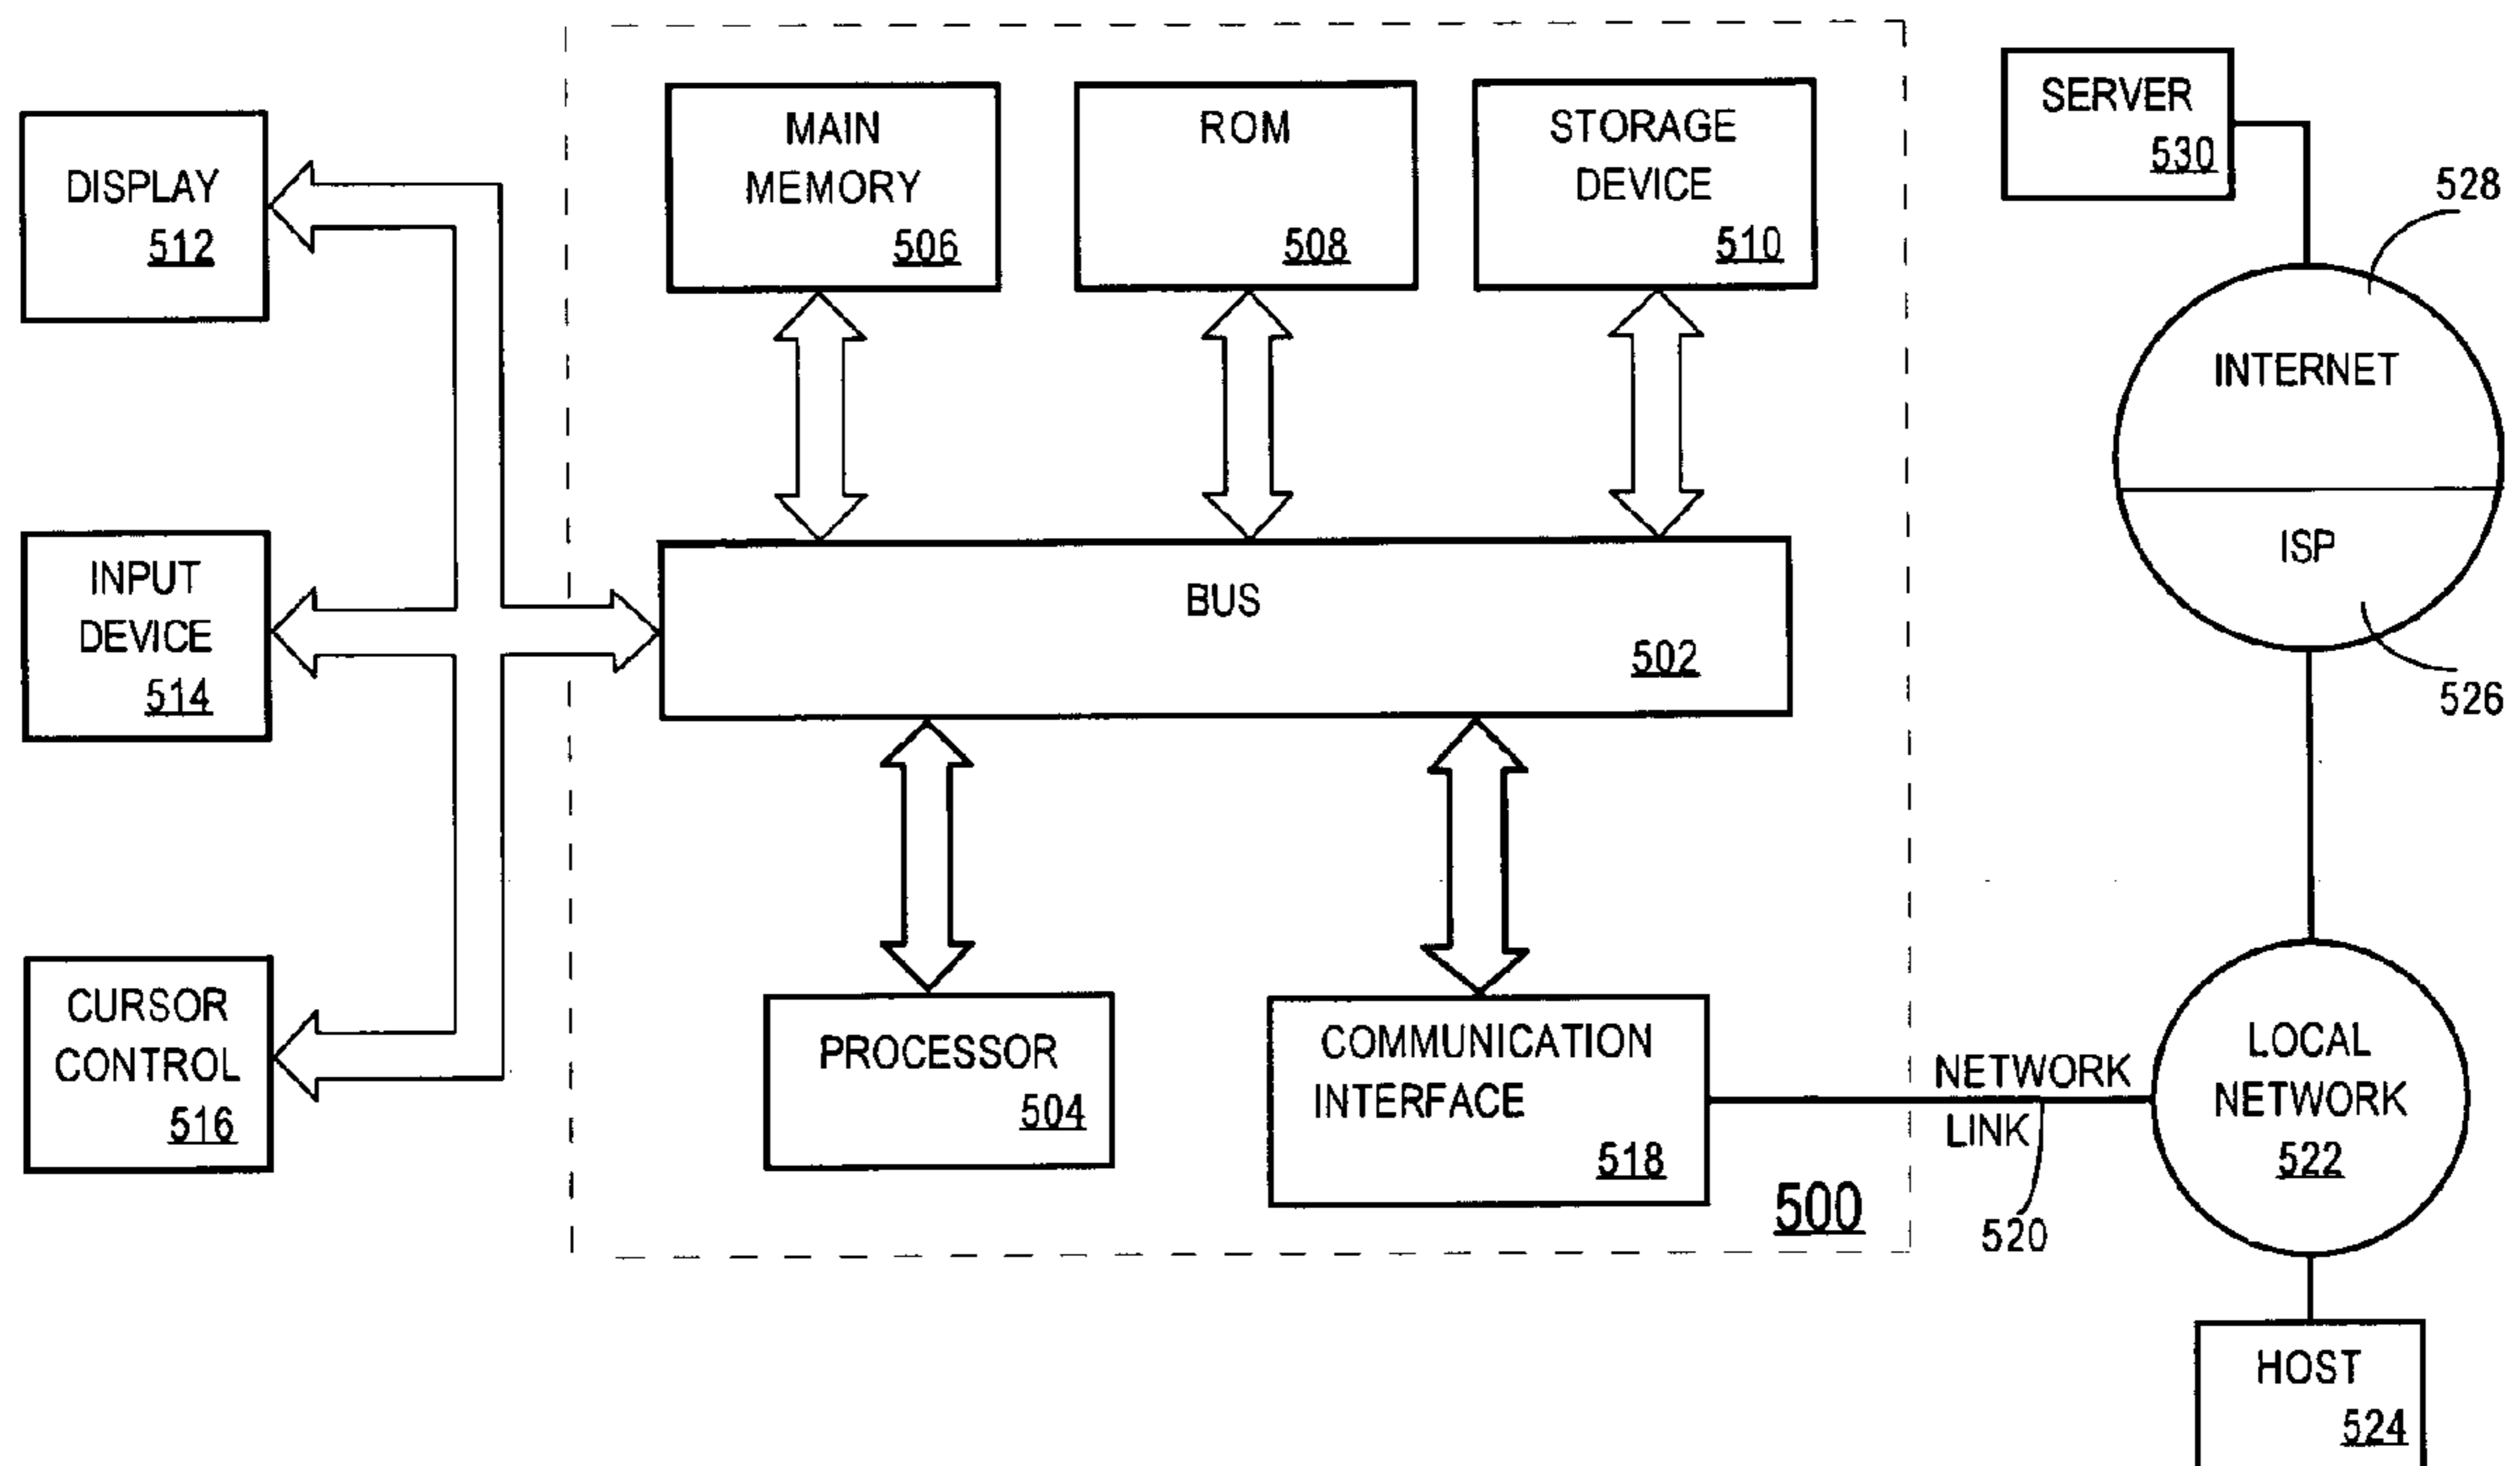 DISPLAY
512
INPUT
DEVICE
514
CURSOR
CONTROL
516
MAIN
MEMORY
506
ROM
508
STORAGE
DEVICE
510
BUS
502
PROCESSOR
504
COMMUNICATION
INTERFACE
518
500
SERVER
530
528
INTERNET
ISP
526
NETWORK
LINK
520
LOCAL
NETWORK
522
HOST
524